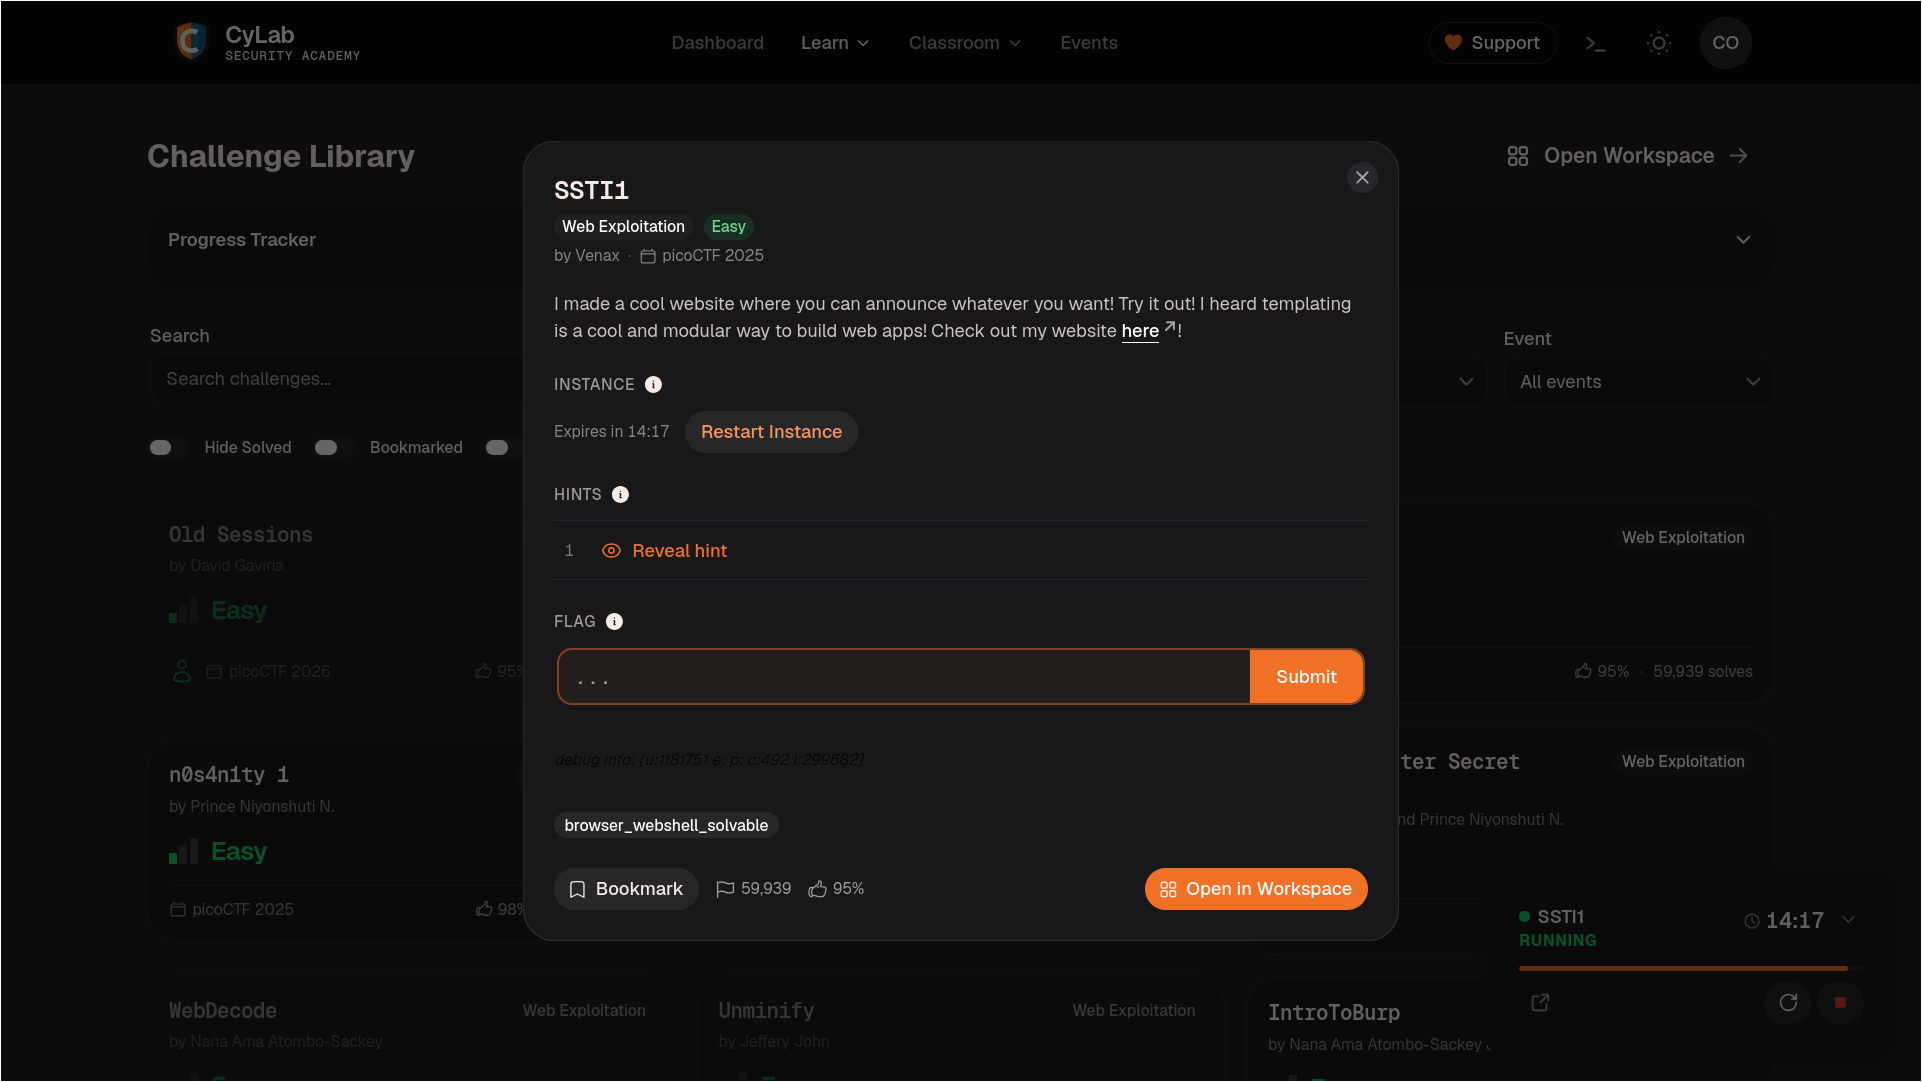 CyLab
SECURITY ACADEMY
Dashboard
Learn
Classroom
Events
Support
CO
Challenge Library
Open Workspace
Progress Tracker
Search
Search challenges...
Event
All events
Hide Solved
Bookmarked
SSTI1
Web Exploitation
Easy
by Venax · picoCTF 2025
I made a cool website where you can announce whatever you want! Try it out! I heard templating
is a cool and modular way to build web apps! Check out my website here!
INSTANCE
Expires in 14:17
Restart Instance
HINTS
1 Reveal hint
FLAG
...
Submit
debug info: [u:1181751 e: p: c:492 i:299682]
browser_webshell_solvable
Bookmark
59,939
95%
Open in Workspace
Old Sessions
by David Gaviria
Easy
picoCTF 2026
95%
Web Exploitation
95% · 59,939 solves
n0s4n1ty 1
by Prince Niyonshuti N.
Easy
picoCTF 2025
98%
ter Secret
Web Exploitation
nd Prince Niyonshuti N.
WebDecode
Web Exploitation
by Nana Ama Atombo-Sackey
Unminify
Web Exploitation
by Jeffery John
IntroToBurp
by Nana Ama Atombo-Sackey
SSTI1
RUNNING
14:17